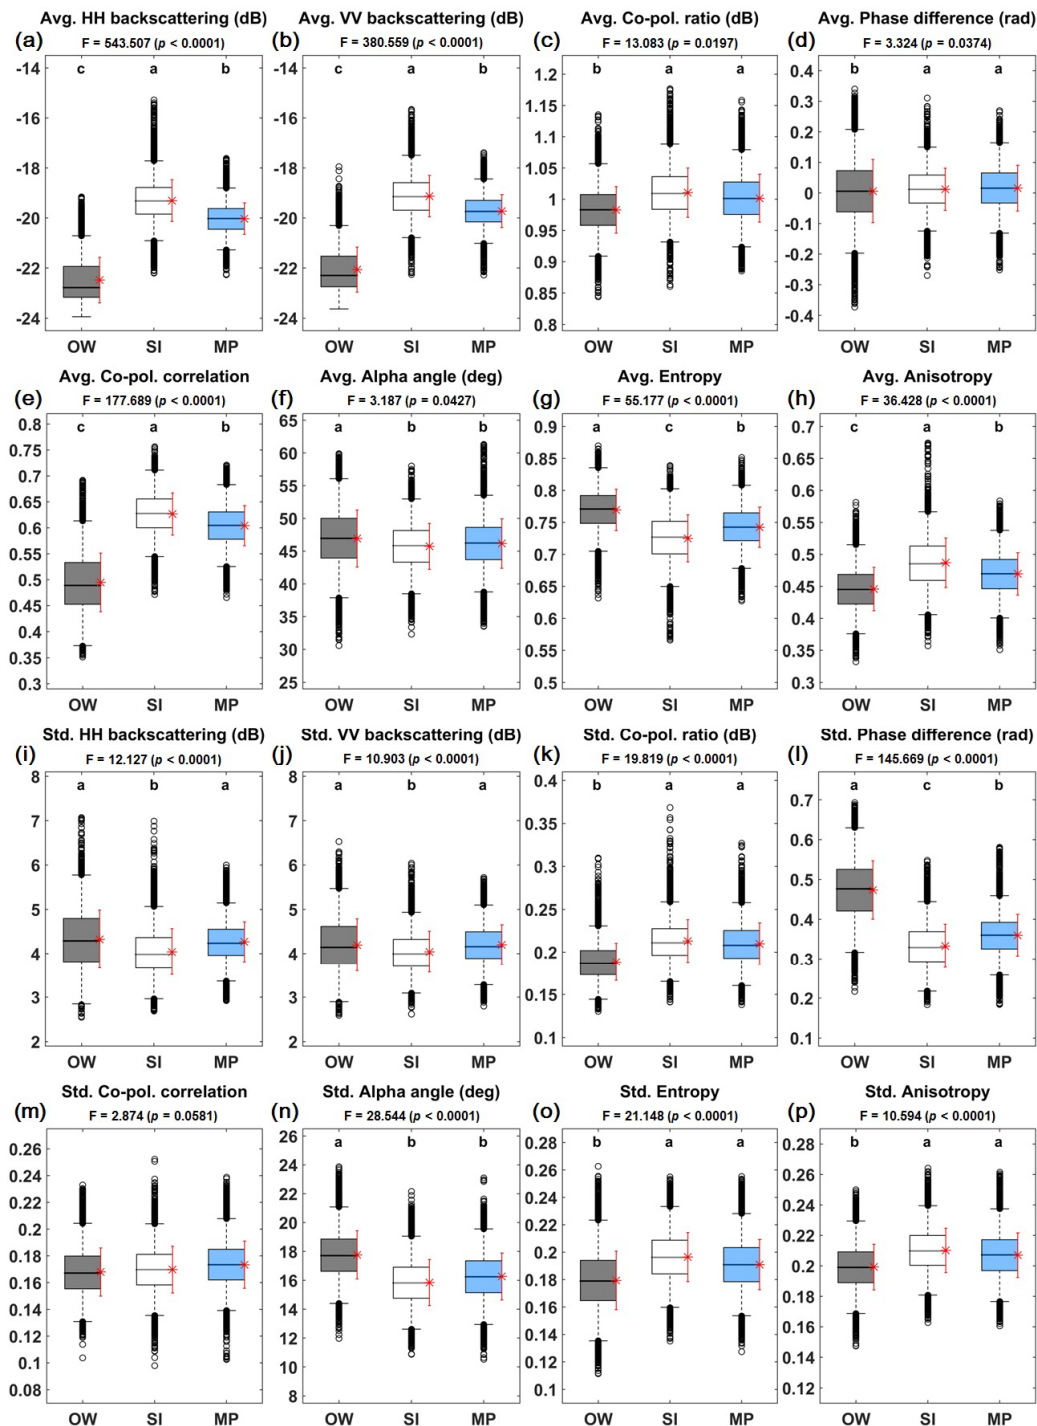 Avg. HH backscattering (dB) Avg. VV backscattering (dB) Avg. Co-pol. ratio (dB) Avg. Phase difference (rad)
(a) F = 543.507 (p < 0.0001) (b) F = 380.559 (p < 0.0001) (c) F = 13.083 (p = 0.0197) (d) F = 3.324 (p = 0.0374)
c a b c a b b a a b a a
-14 -16 -18 -20 -22 -24
-14 -16 -18 -20 -22 -24
1.2 1.15 1.1 1.05 1 0.95 0.9 0.85 0.8
0.4 0.3 0.2 0.1 0 -0.1 -0.2 -0.3 -0.4
OW SI MP OW SI MP OW SI MP OW SI MP
Avg. Co-pol. correlation Avg. Alpha angle (deg) Avg. Entropy Avg. Anisotropy
(e) F = 177.689 (p < 0.0001) (f) F = 3.187 (p = 0.0427) (g) F = 55.177 (p < 0.0001) (h) F = 36.428 (p < 0.0001)
c a b a b b a c b c a b
0.8 0.7 0.65 0.6 0.55 0.5 0.45 0.4 0.35 0.3
65 60 55 50 45 40 35 30 25
0.9 0.8 0.75 0.7 0.65 0.6 0.55 0.5
0.7 0.6 0.55 0.5 0.45 0.4 0.35 0.3
OW SI MP OW SI MP OW SI MP OW SI MP
Std. HH backscattering (dB) Std. VV backscattering (dB) Std. Co-pol. ratio (dB) Std. Phase difference (rad)
(i) F = 12.127 (p < 0.0001) (j) F = 10.903 (p < 0.0001) (k) F = 19.819 (p < 0.0001) (l) F = 145.669 (p < 0.0001)
a b a a b a b a a a c b
8 7 6 5 4 3 2
8 7 6 5 4 3 2
0.4 0.35 0.3 0.25 0.2 0.15 0.1
0.7 0.6 0.5 0.4 0.3 0.2 0.1
OW SI MP OW SI MP OW SI MP OW SI MP
Std. Co-pol. correlation Std. Alpha angle (deg) Std. Entropy Std. Anisotropy
(m) F = 2.874 (p = 0.0581) (n) F = 28.544 (p < 0.0001) (o) F = 21.148 (p < 0.0001) (p) F = 10.594 (p < 0.0001)
a b b b a a b a a
0.26 0.24 0.22 0.2 0.18 0.16 0.14 0.12 0.1 0.08
26 24 22 20 18 16 14 12 10 8
0.28 0.26 0.24 0.22 0.2 0.18 0.16 0.14 0.12 0.1
0.28 0.26 0.24 0.22 0.2 0.18 0.16 0.14 0.12
OW SI MP OW SI MP OW SI MP OW SI MP